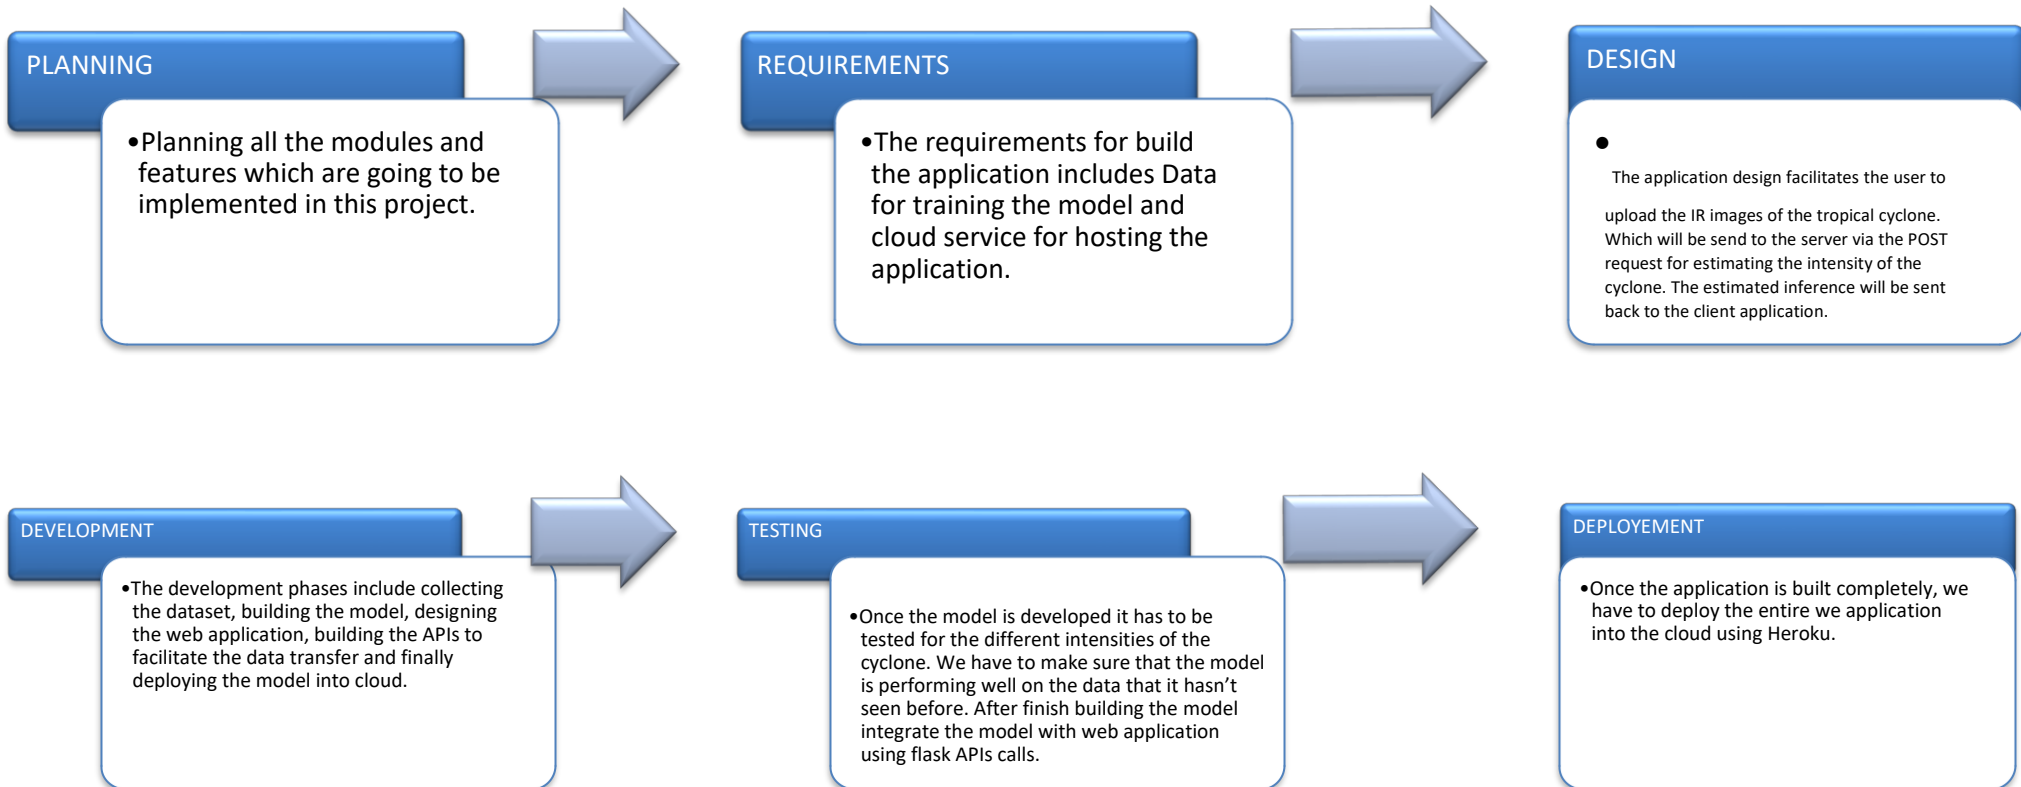 PLANNING
•Planning all the modules and
features which are going to be
implemented in this project.
REQUIREMENTS
•The requirements for build
the application includes Data
for training the model and
cloud service for hosting the
application.
DESIGN
•
The application design facilitates the user to
upload the IR images of the tropical cyclone.
Which will be send to the server via the POST
request for estimating the intensity of the
cyclone. The estimated inference will be sent
back to the client application.
DEVELOPMENT
•The development phases include collecting
the dataset, building the model, designing
the web application, building the APIs to
facilitate the data transfer and finally
deploying the model into cloud.
TESTING
•Once the model is developed it has to be
tested for the different intensities of the
cyclone. We have to make sure that the model
is performing well on the data that it hasn’t
seen before. After finish building the model
integrate the model with web application
using flask APIs calls.
DEPLOYEMENT
•Once the application is built completely, we
have to deploy the entire we application
into the cloud using Heroku.